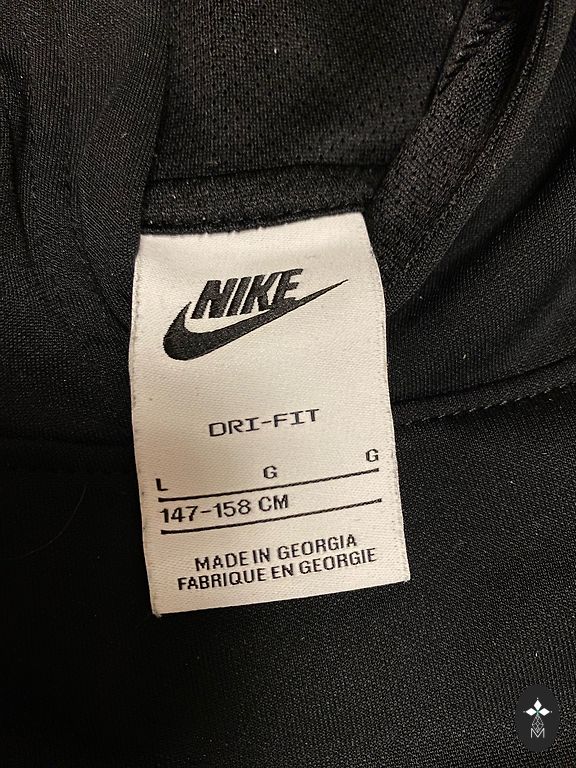 NIKE
DRI-FIT
L G G
147-158 CM
MADE IN GEORGIA
FABRIQUE EN GEORGIE
M